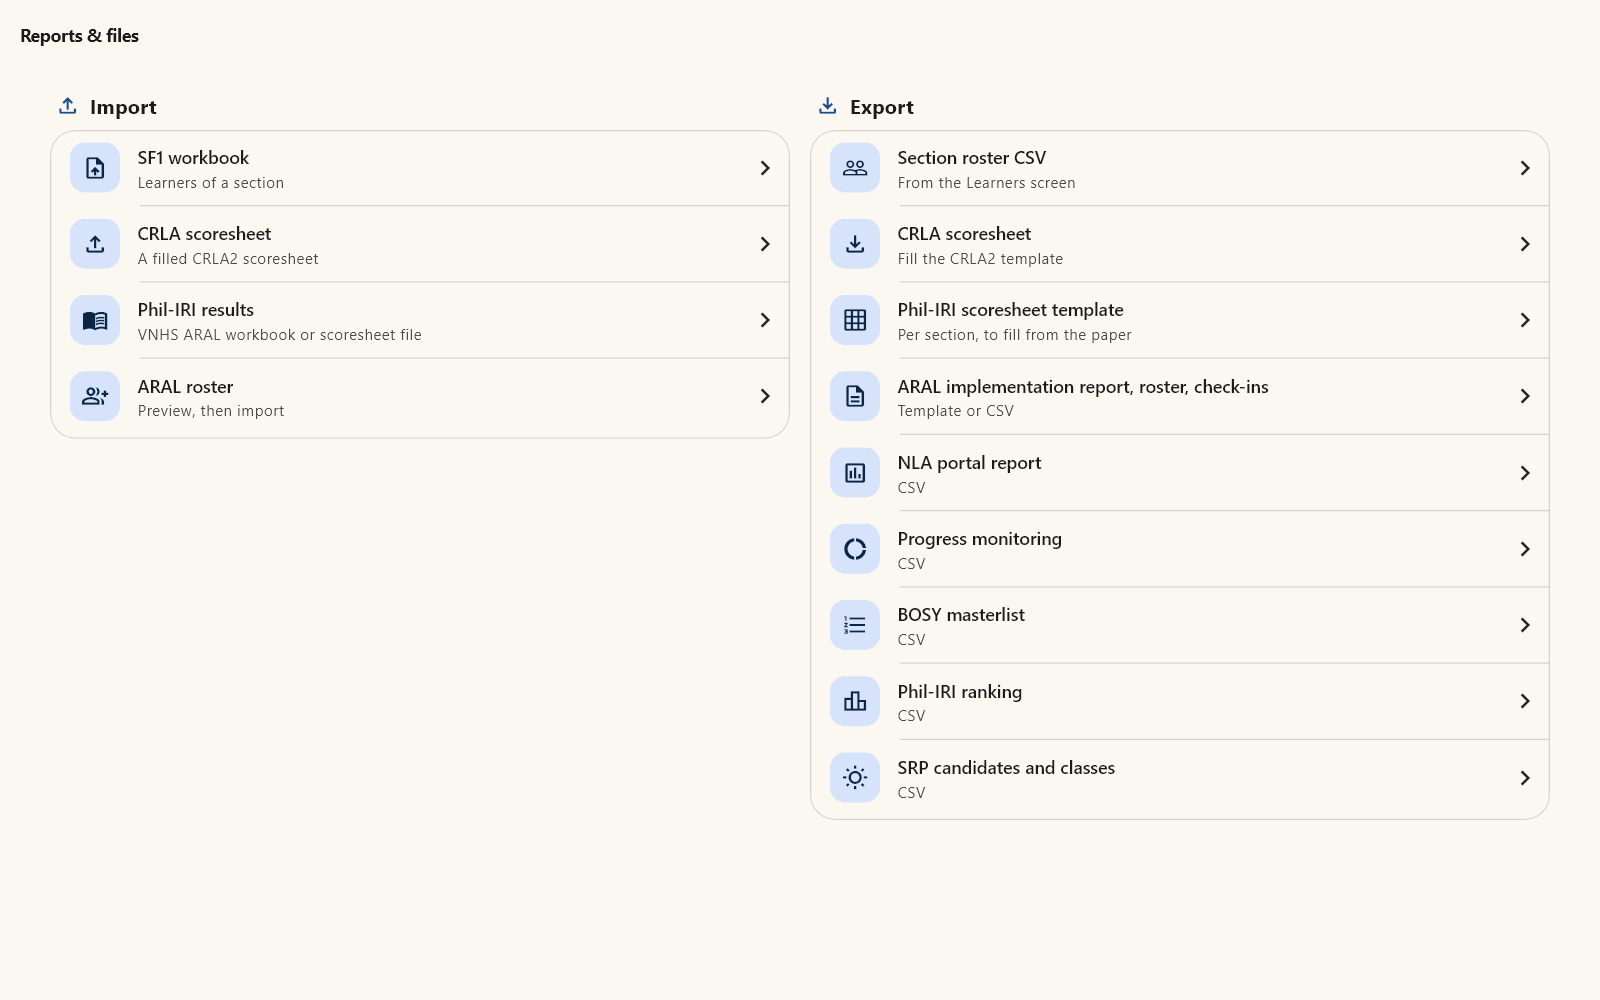 Reports & files
Import
SF1 workbook
Learners of a section
CRLA scoresheet
A filled CRLA2 scoresheet
Phil-IRI results
VNHS ARAL workbook or scoresheet file
ARAL roster
Preview, then import
Export
Section roster CSV
From the Learners screen
CRLA scoresheet
Fill the CRLA2 template
Phil-IRI scoresheet template
Per section, to fill from the paper
ARAL implementation report, roster, check-ins
Template or CSV
NLA portal report
CSV
Progress monitoring
CSV
BOSY masterlist
CSV
Phil-IRI ranking
CSV
SRP candidates and classes
CSV